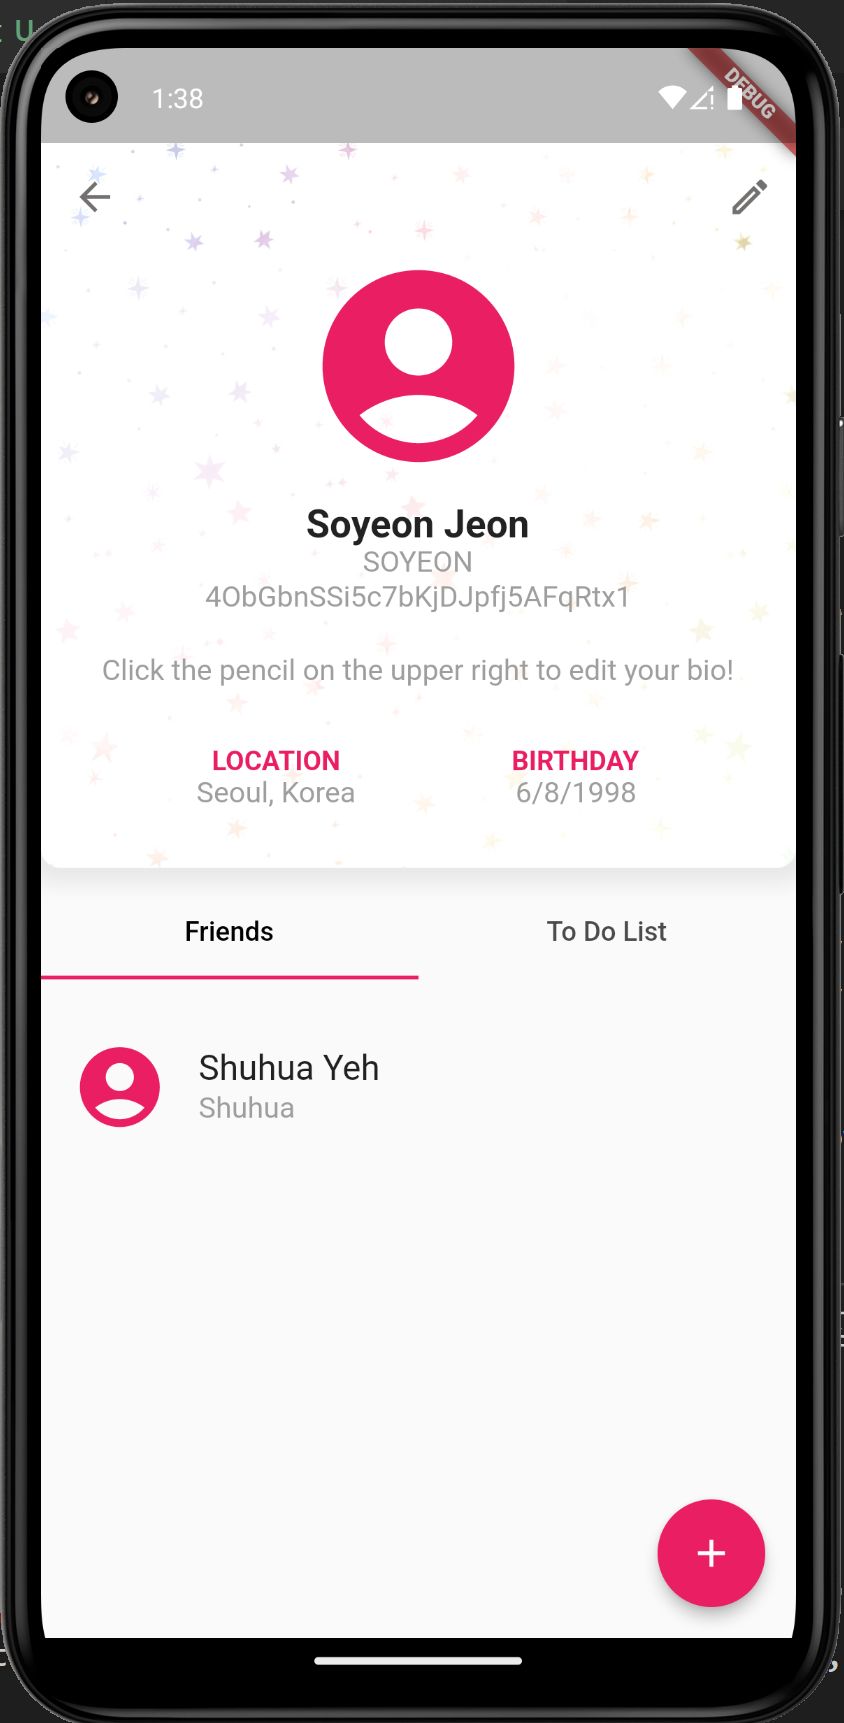 U
1:38
DEBUG
Soyeon Jeon
SOYEON
4ObGbnSSi5c7bKjDJpfj5AFqRtx1
Click the pencil on the upper right to edit your bio!
LOCATION BIRTHDAY
Seoul, Korea 6/8/1998
Friends To Do List
Shuhua Yeh
Shuhua